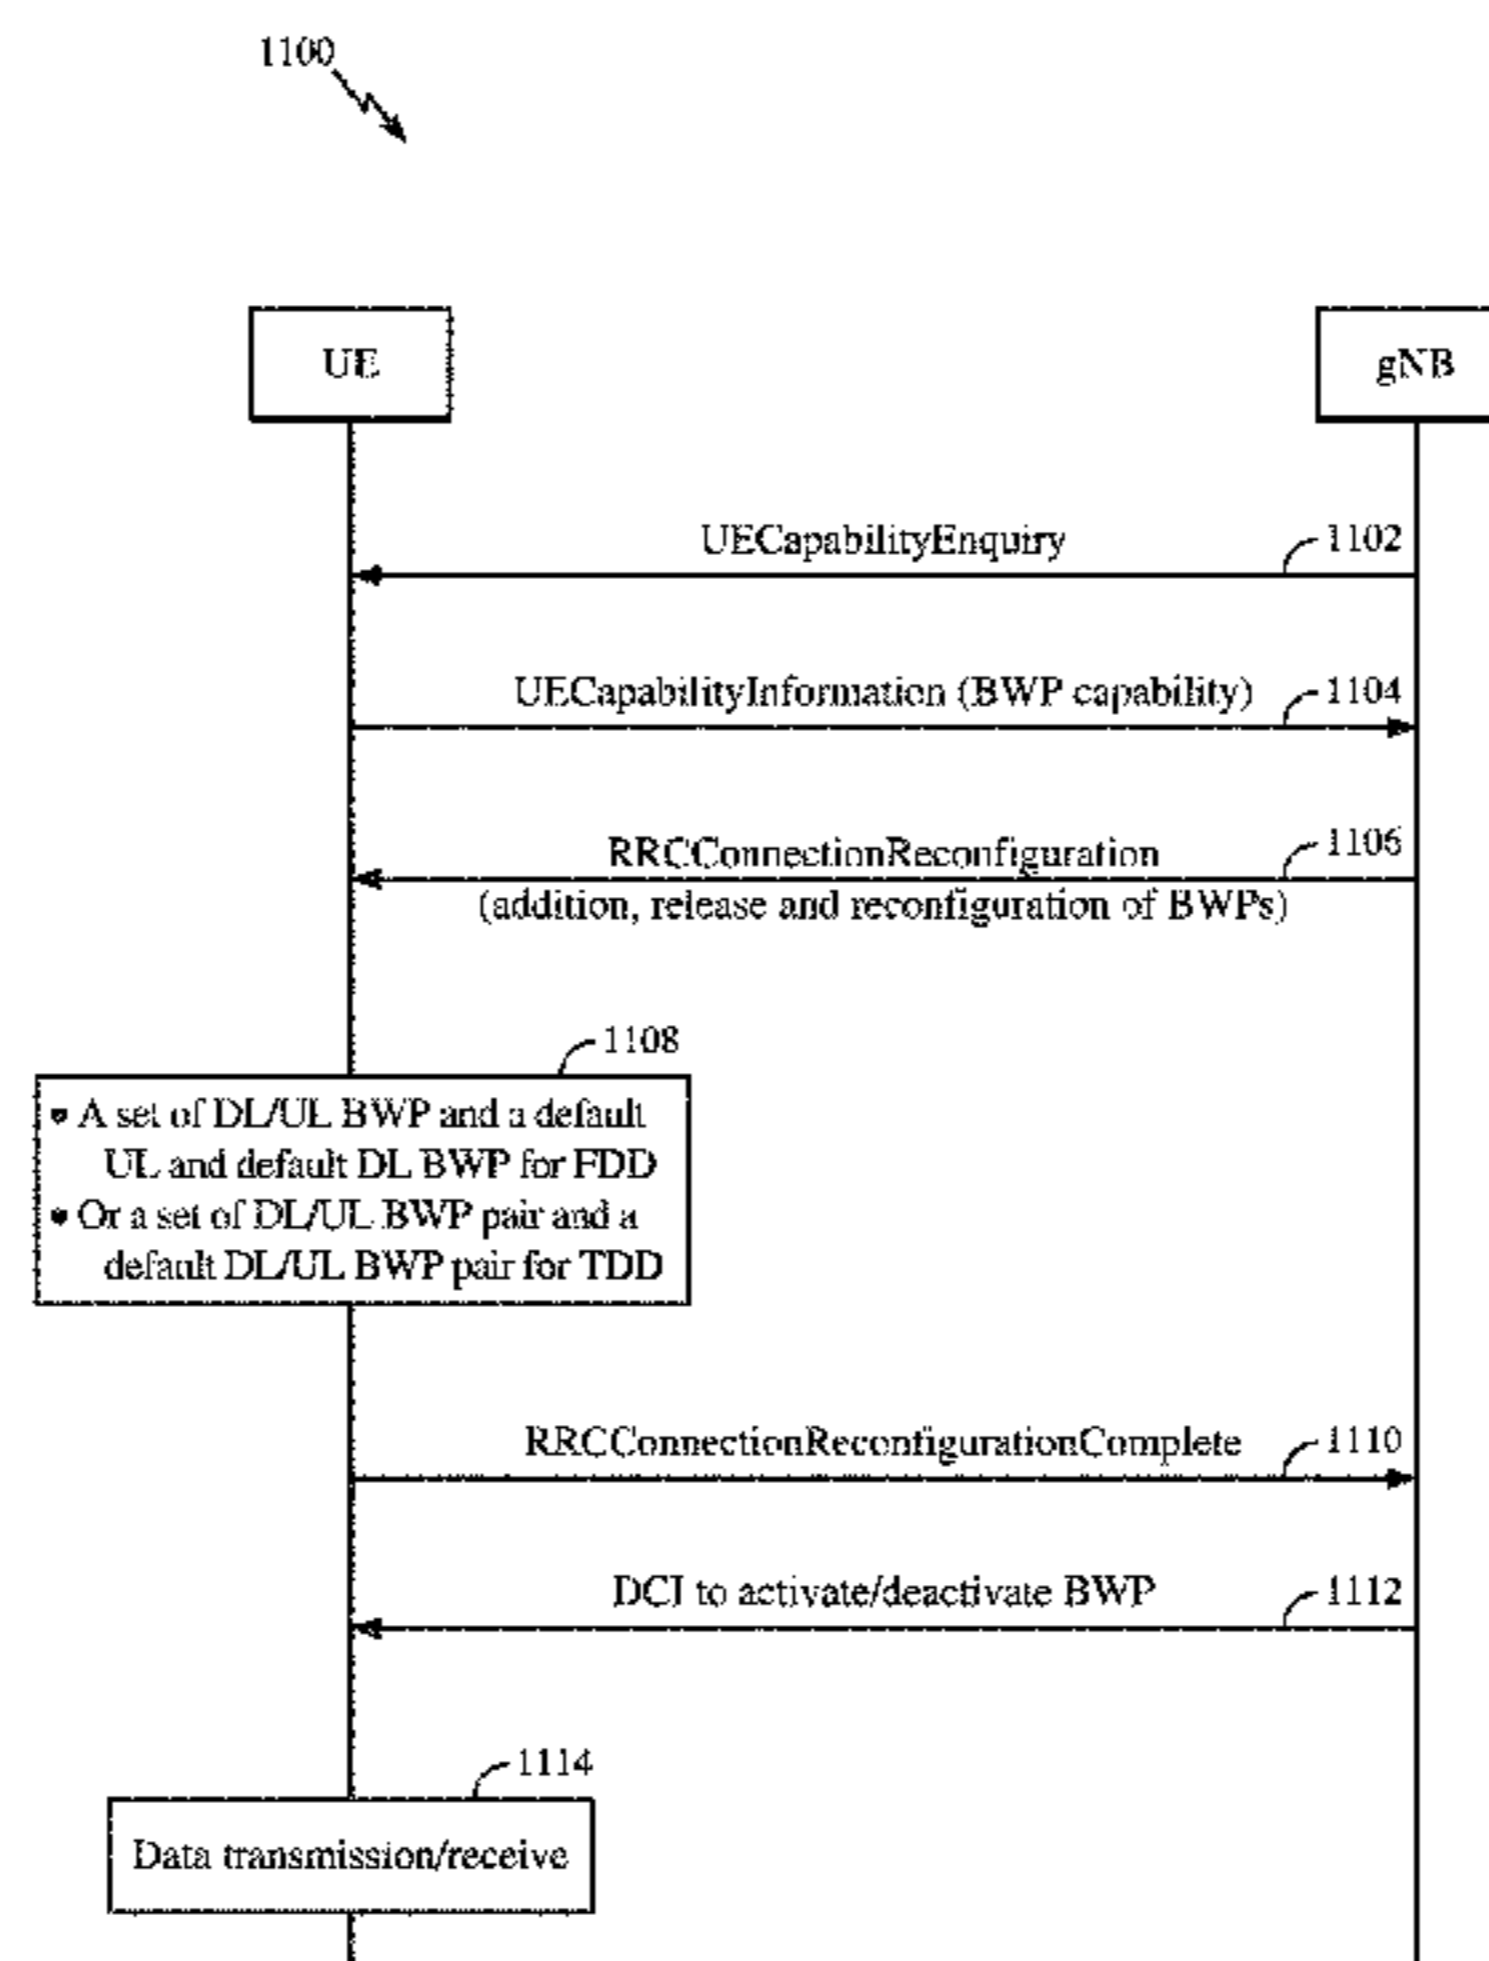 1100
UE
gNB
UECapabilityEnquiry
1102
UECapabilityInformation (BWP capability)
1104
RRCConnectionReconfiguration
1106
(addition, release and reconfiguration of BWPs)
1108
• A set of DL/UL BWP and a default
UL and default DL BWP for FDD
• Or a set of DL/UL BWP pair and a
default DL/UL BWP pair for TDD
RRCConnectionReconfigurationComplete
1110
DCI to activate/deactivate BWP
1112
1114
Data transmission/receive